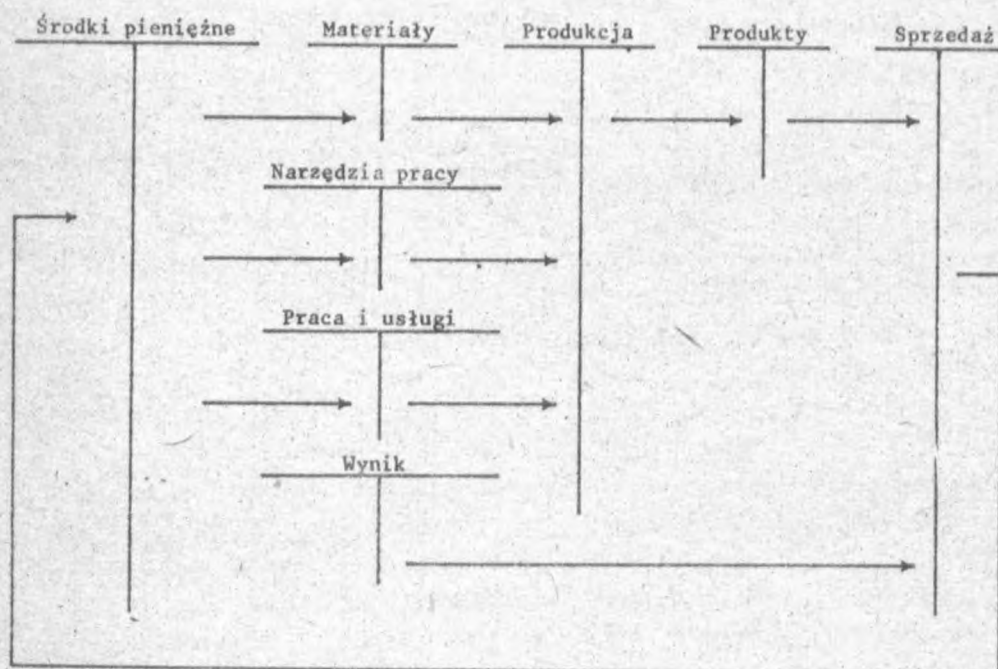 Środki pieniężne Materiały Produkcja Produkty Sprzedaż
Narzędzia pracy
Praca i usługi
Wynik